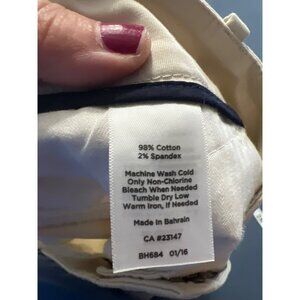 98% Cotton
2% Spandex
Machine Wash Cold
Only Non-Chlorine
Bleach When Needed
Tumble Dry Low
Warm Iron, If Needed
Made In Bahrain
CA #23147
BH684 01/16